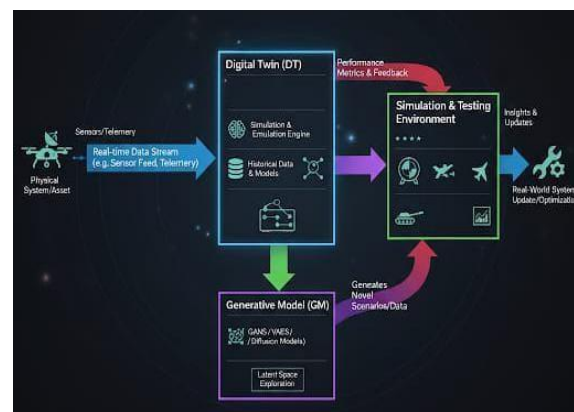 Digital Twin (DT)
Performance
Metrics & Feedback
Simulation & Testing
Environment
Insights &
Updates
Sensors/Telemetry
Real-time Data Stream
(e.g. Sensor Feed, Telemetry)
Physical
System/Asset
Simulation &
Emulation Engine
Historical Data
& Models
Real-World System
Update/Optimizatio
Generative Model (GM)
GANS / VAES /
/ Diffusion Models)
Latent Space
Exploration
Geneates
Novel
Scenarios/Data